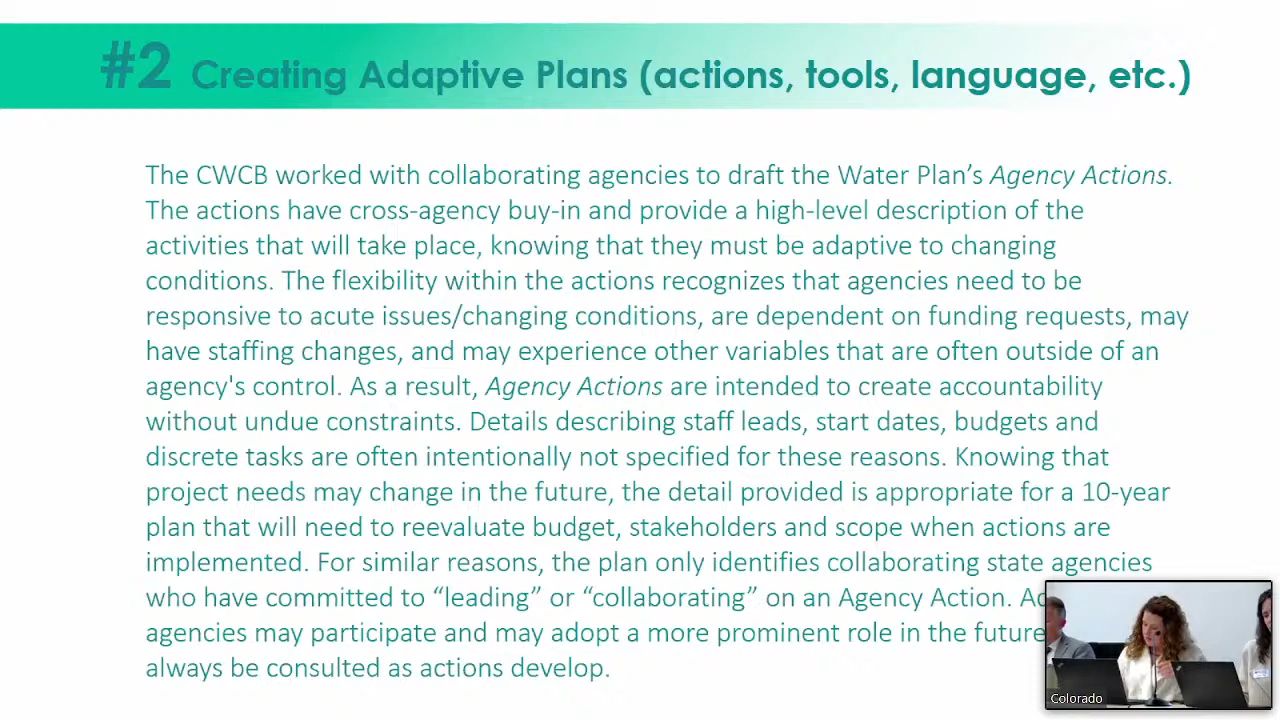 #2 Creating Adaptive Plans (actions, tools, language, etc.)
The CWCB worked with collaborating agencies to draft the Water Plan’s Agency Actions.
The actions have cross-agency buy-in and provide a high-level description of the
activities that will take place, knowing that they must be adaptive to changing
conditions. The flexibility within the actions recognizes that agencies need to be
responsive to acute issues/changing conditions, are dependent on funding requests, may
have staffing changes, and may experience other variables that are often outside of an
agency's control. As a result, Agency Actions are intended to create accountability
without undue constraints. Details describing staff leads, start dates, budgets and
discrete tasks are often intentionally not specified for these reasons. Knowing that
project needs may change in the future, the detail provided is appropriate for a 10-year
plan that will need to reevaluate budget, stakeholders and scope when actions are
implemented. For similar reasons, the plan only identifies collaborating state agencies
who have committed to “leading” or “collaborating” on an Agency Action.
agencies may participate and may adopt a more prominent role in the future
always be consulted as actions develop.
Colorado